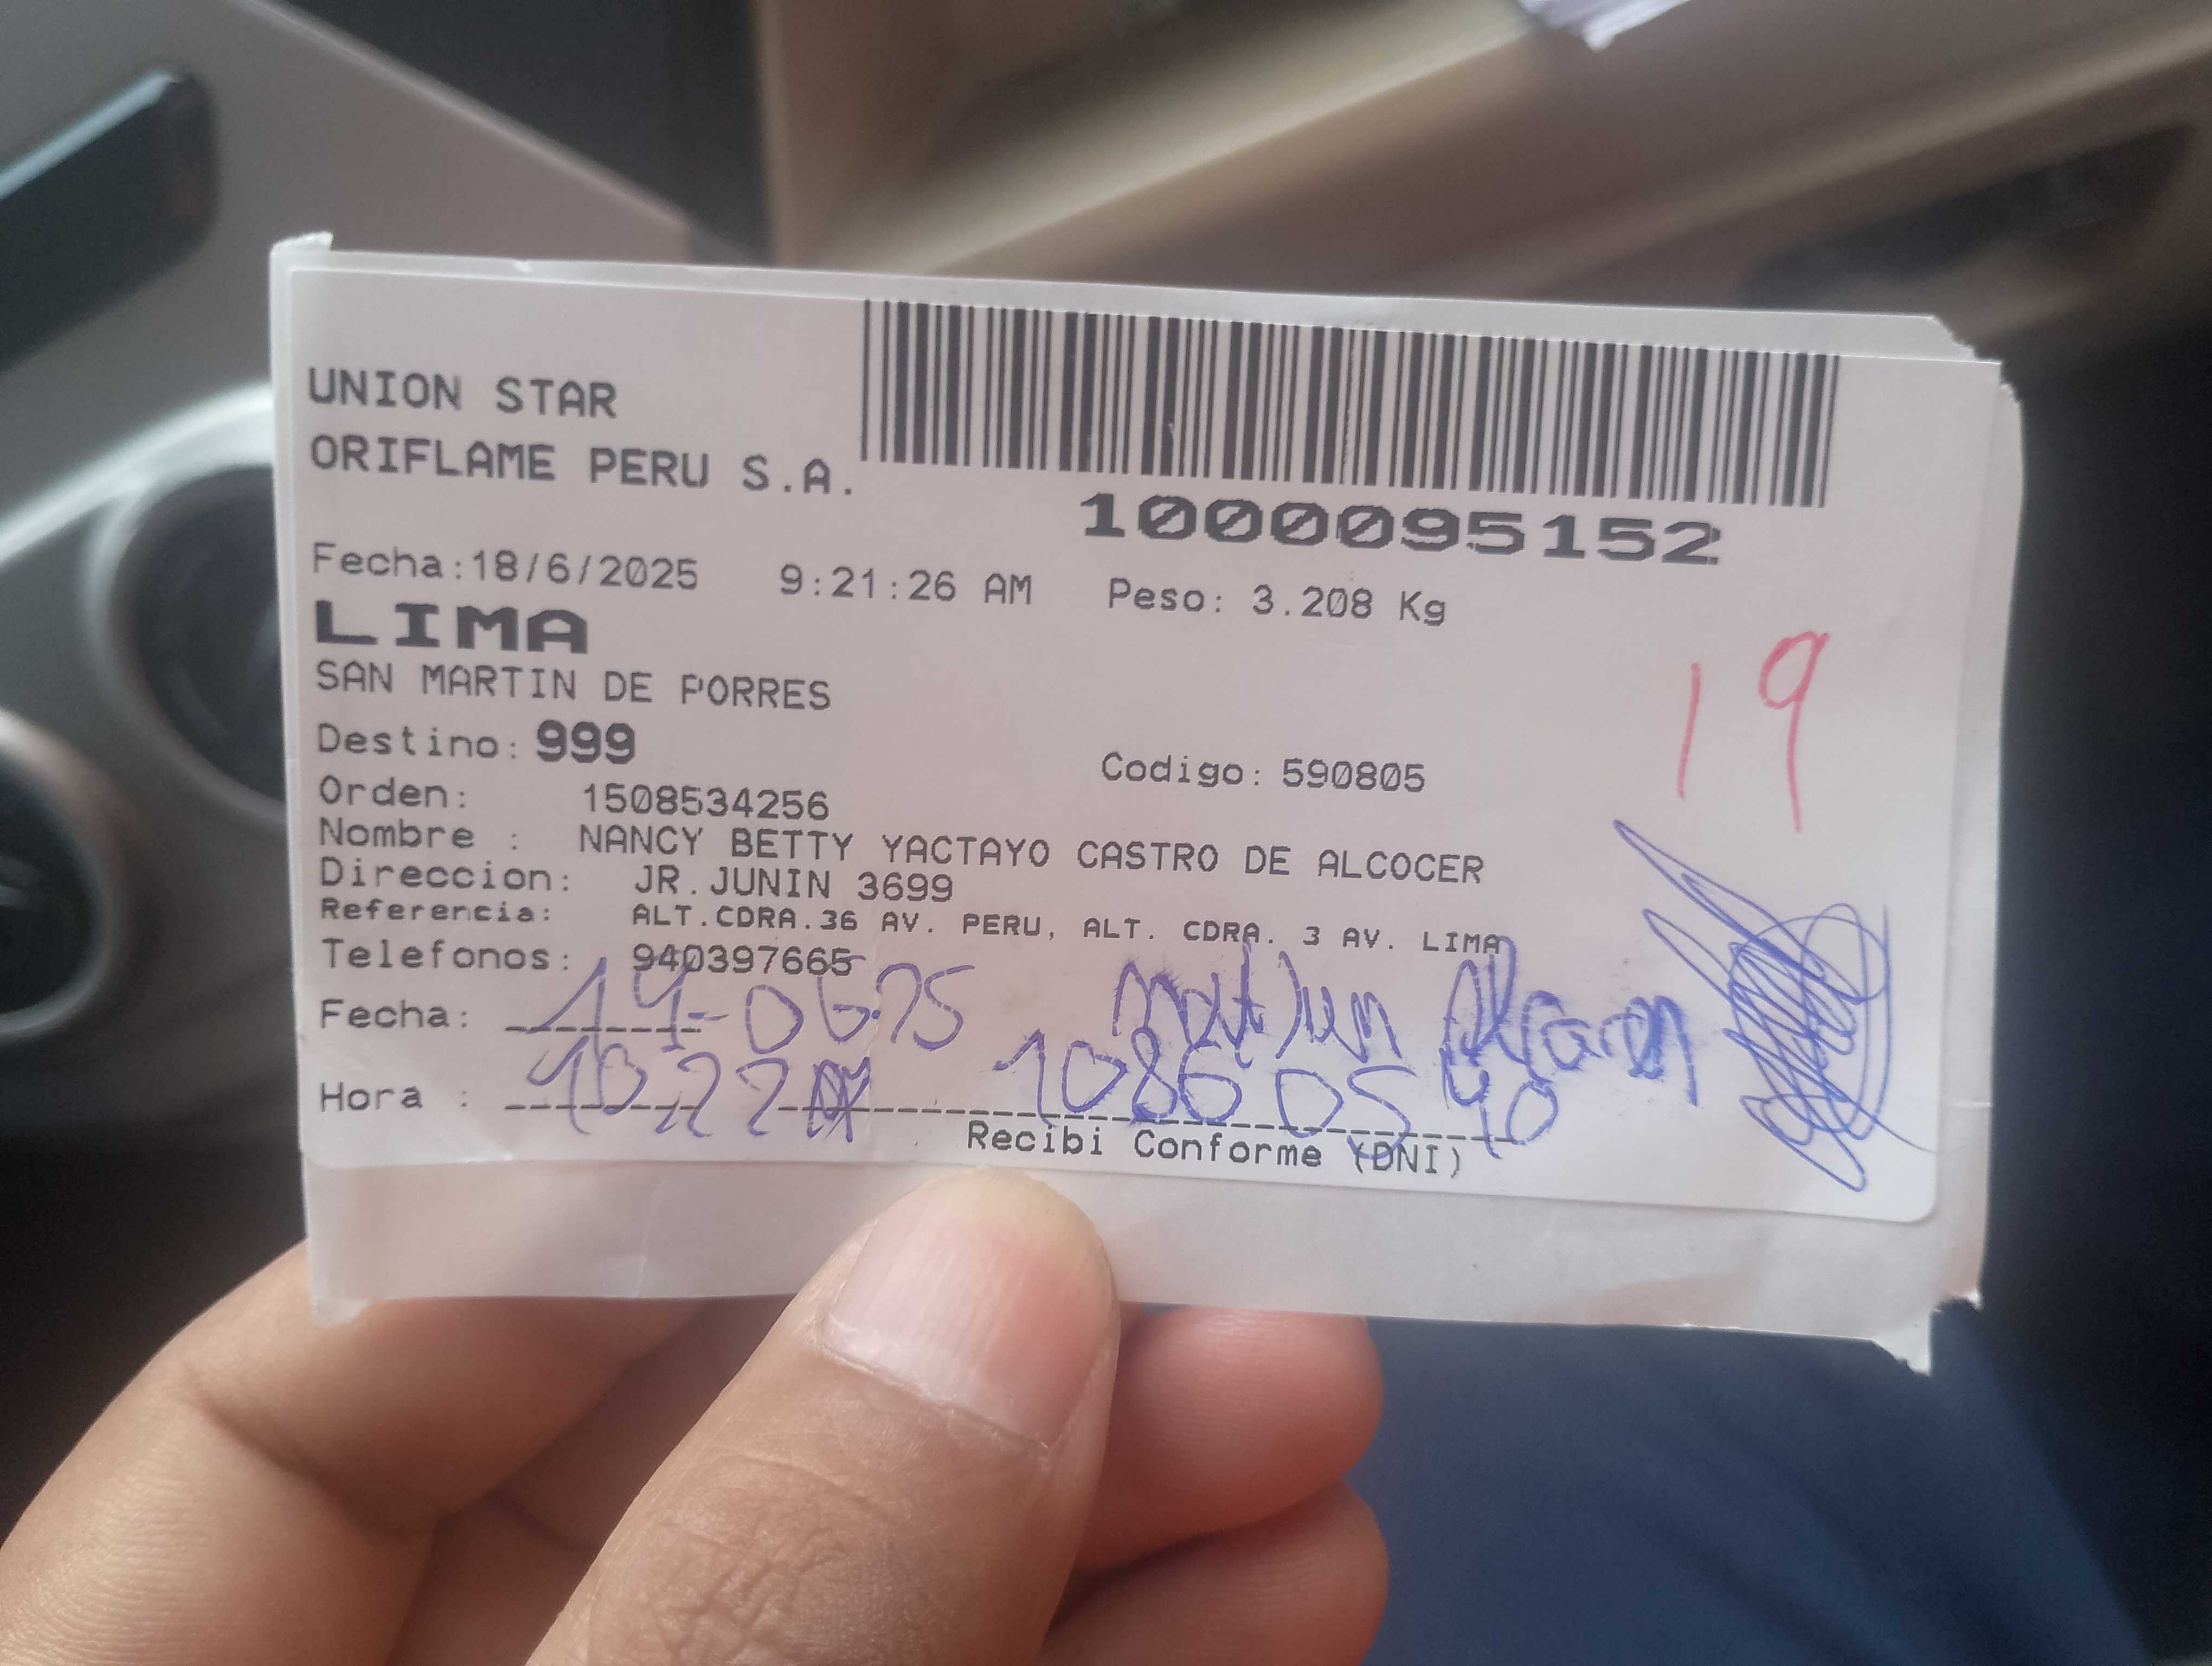 UNION STAR
ORIFLAME PERU S.A.
1000095152
Fecha:18/6/2025 9:21:26 AM Peso: 3.208 Kg
LIMA
19
SAN MARTIN DE PORRES
Destino: 999
Codigo: 590805
Orden: 1508534256
Nombre : NANCY BETTY YACTAYO CASTRO DE ALCOCER
Direccion: JR.JUNIN 3699
Referencia: ALT.CDRA.36 AV. PERU, ALT. CDRA. 3 AV. LIMA
Telefonos: 940397665
Fecha:
Hora : 10860540
Recibi Conforme (DNI)